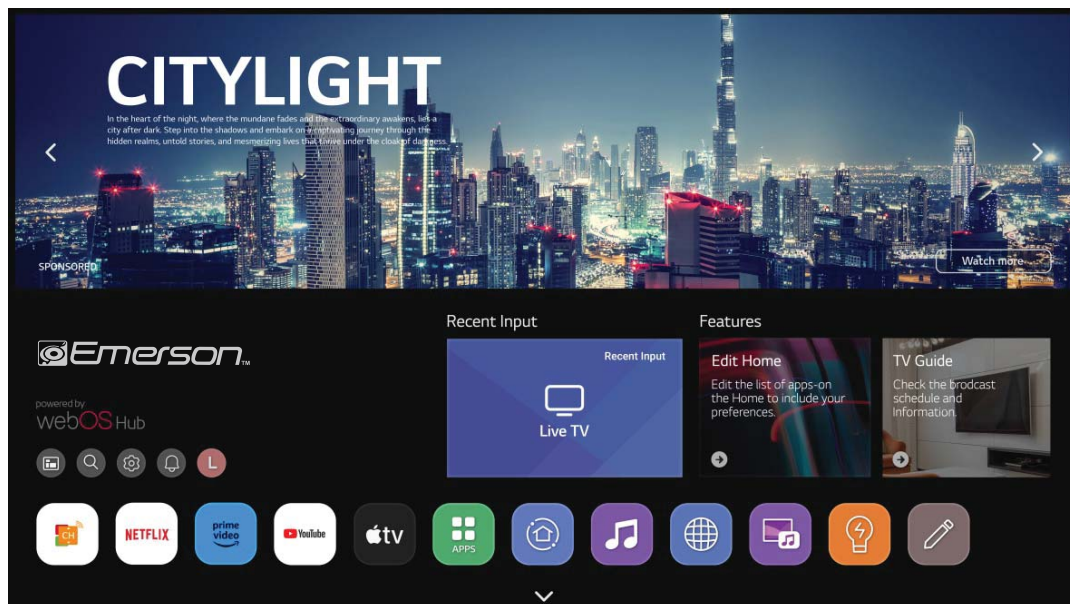 CITYLIGHT
In the heart of the night, where the mundane fades and the extraordinary awakens, lies a
city after dark. Step into the shadows and embark on a captivating journey through the
hidden realms, untold stories, and mesmerizing lives that thrive under the cloak of darkness.
SPONSORED
Watch more
Emerson™
powered by
webOS Hub
Recent Input
Recent Input
Live TV
Features
Edit Home
Edit the list of apps-on
the Home to include your
preferences.
TV Guide
Check the brodcast
schedule and
Information.
L
CH
NETFLIX
prime
video
YouTube
tv
APPS